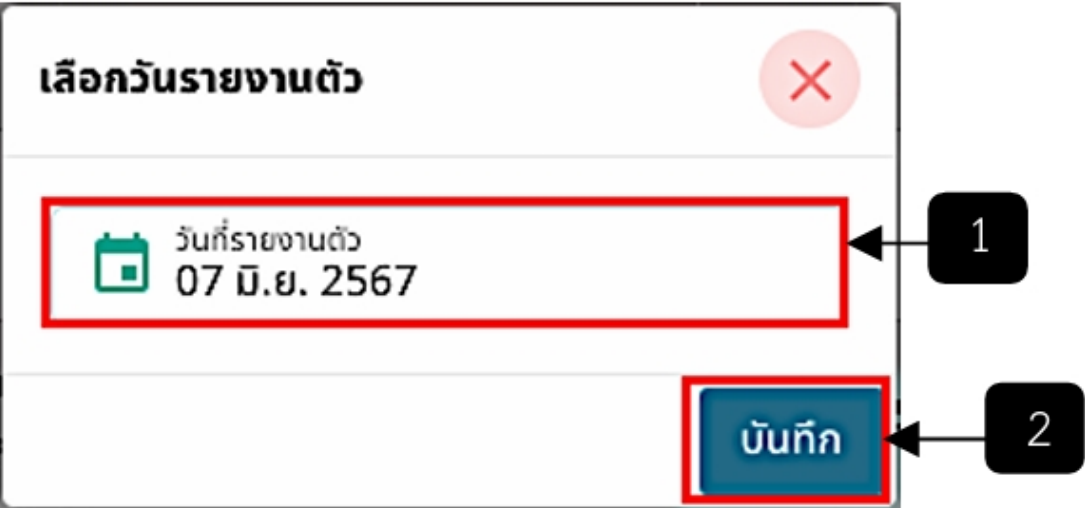 เลือกวันรายงานตัว
วันที่รายงานตัว
07 มิ.ย. 2567
1
บันทึก
2